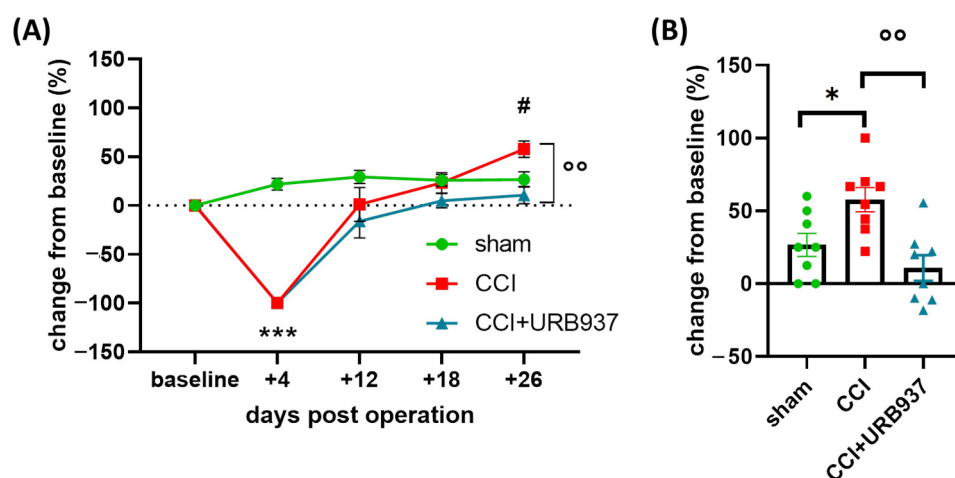 (A)
change from baseline (%)
150
100
50
0
−50
−100
−150
#
°°
***
sham
CCI
CCI+URB937
baseline +4 +12 +18 +26
days post operation
(B)
change from baseline (%)
150
100
50
0
−50
*
°°
sham
CCI
CCI+URB937